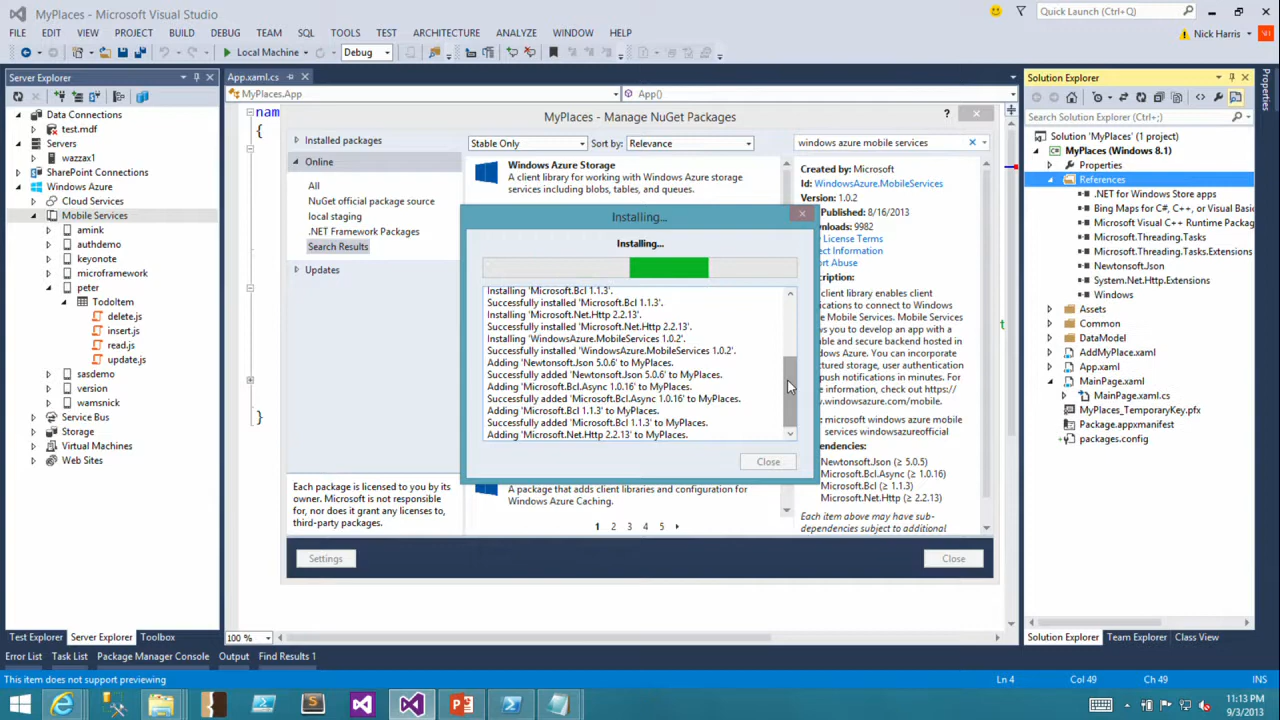 MyPlaces - Microsoft Visual Studio
Quick Launch (Ctrl+Q)
FILE EDIT VIEW PROJECT BUILD DEBUG TEAM SQL TOOLS TEST ARCHITECTURE ANALYZE WINDOW HELP
Nick Harris
Local Machine
Debug
Server Explorer
Data Connections
test.mdf
Servers
wazzax1
SharePoint Connections
Windows Azure
Cloud Services
Mobile Services
amink
authdemo
keyonte
microframework
peter
TodoItem
delete.js
insert.js
read.js
update.js
sasdemo
version
wamsnick
Service Bus
SQL Databases
Storage
Virtual Machines
Web Sites
Test Explorer Server Explorer Toolbox
App.xaml.cs
MyPlaces.App
App()
nam
{
}
100 %
MyPlaces - Manage NuGet Packages
?
Installed packages
Online
All
NuGet official package source
local staging
.NET Framework Packages
Search Results
Updates
Each package is licensed to you by its
owner. Microsoft is not responsible
for, nor does it grant any licenses to,
third-party packages.
Settings
Stable Only
Sort by: Relevance
Windows Azure Storage
A client library for working with Windows Azure storage
services including blobs, tables, and queues.
Installing...
Installing...
Installing 'Microsoft.Bcl 1.1.3'.
Successfully installed 'Microsoft.Bcl 1.1.3'.
Installing 'Microsoft.Net.Http 2.2.13'.
Successfully installed 'Microsoft.Net.Http 2.2.13'.
Installing 'WindowsAzure.MobileServices 1.0.2'.
Successfully installed 'WindowsAzure.MobileServices 1.0.2'.
Adding 'Newtonsoft.Json 5.0.6' to MyPlaces.
Successfully added 'Newtonsoft.Json 5.0.6' to MyPlaces.
Adding 'Microsoft.Bcl.Async 1.0.16' to MyPlaces.
Successfully added 'Microsoft.Bcl.Async 1.0.16' to MyPlaces.
Adding 'Microsoft.Bcl 1.1.3' to MyPlaces.
Successfully added 'Microsoft.Bcl 1.1.3' to MyPlaces.
Adding 'Microsoft.Net.Http 2.2.13' to MyPlaces.
Close
A package that adds client libraries and configuration for
Windows Azure Caching.
1 2 3 4 5
windows azure mobile services
Created by: Microsoft
Id: WindowsAzure.MobileServices
Version: 1.0.2
Published: 8/16/2013
nloads: 9982
License Terms
ct Information
ort Abuse
cription:
client library enables client
ations to connect to Windows
e Mobile Services. Mobile Services
ws you to develop an app with a
able and secure backend hosted in
dows Azure. You can incorporate
ctured storage, user authentication
push notifications in minutes. For
e information, check out https://
w.windowsazure.com/mobile.
: microsoft windows azure mobile
services windowsazureofficial
endencies:
Newtonsoft.Json (≥ 5.0.5)
Microsoft.Bcl.Async (≥ 1.0.16)
Microsoft.Bcl (≥ 1.1.3)
Microsoft.Net.Http (≥ 2.2.13)
Each item above may have sub-
dependencies subject to additional
Close
t
Solution Explorer
Search Solution Explorer (Ctrl+;)
Solution 'MyPlaces' (1 project)
MyPlaces (Windows 8.1)
Properties
References
.NET for Windows Store apps
Bing Maps for C#, C++, or Visual Basic
Microsoft Visual C++ Runtime Packag
Microsoft.Threading.Tasks
Microsoft.Threading.Tasks.Extensions
Newtonsoft.Json
System.Net.Http.Extensions
Windows
Assets
Common
DataModel
AddMyPlace.xaml
App.xaml
MainPage.xaml
MainPage.xaml.cs
MyPlaces_TemporaryKey.pfx
Package.appxmanifest
packages.config
Solution Explorer Team Explorer Class View
Properties
Error List Task List Package Manager Console Output Find Results 1
This item does not support previewing
Ln 4 Col 49 Ch 49 INS
11:13 PM
9/3/2013